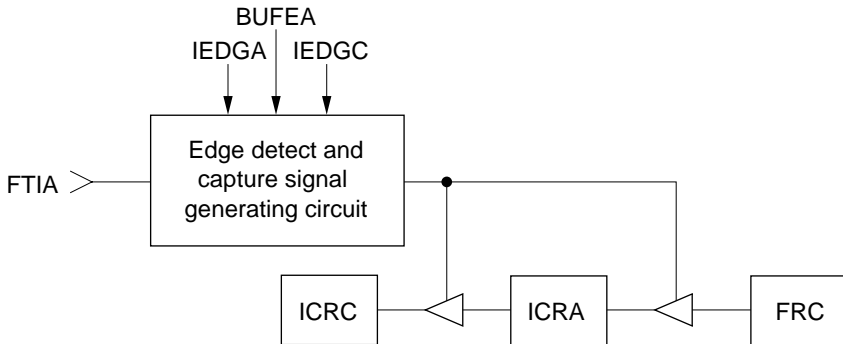 BUFEA
IEDGA IEDGC
Edge detect and
capture signal
generating circuit
FTIA
ICRC ICRA FRC